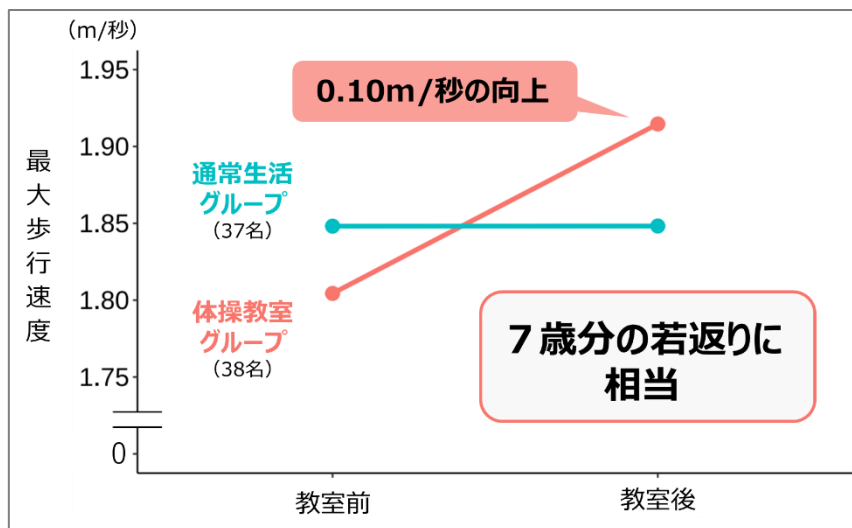 （m/秒）
1.95
1.90
1.85
1.80
1.75
0
最大歩行速度
0.10m/秒の向上
通常生活
グループ
（37名）
体操教室
グループ
（38名）
７歳分の若返りに
相当
教室前
教室後